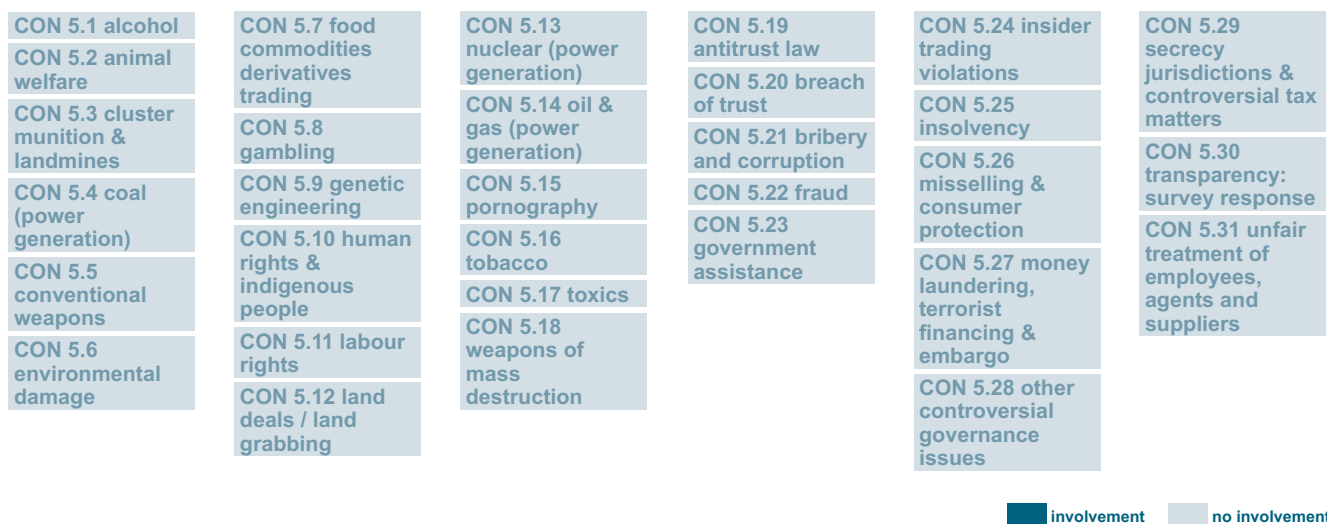 CON 5.1 alcohol
CON 5.2 animal
welfare
CON 5.3 cluster
munition &
landmines
CON 5.4 coal
(power
generation)
CON 5.5
conventional
weapons
CON 5.6
environmental
damage
CON 5.7 food
commodities
derivatives
trading
CON 5.8
gambling
CON 5.9 genetic
engineering
CON 5.10 human
rights &
indigenous
people
CON 5.11 labour
rights
CON 5.12 land
deals / land
grabbing
CON 5.13
nuclear (power
generation)
CON 5.14 oil &
gas (power
generation)
CON 5.15
pornography
CON 5.16
tobacco
CON 5.17 toxics
CON 5.18
weapons of
mass
destruction
CON 5.19
antitrust law
CON 5.20 breach
of trust
CON 5.21 bribery
and corruption
CON 5.22 fraud
CON 5.23
government
assistance
CON 5.24 insider
trading
violations
CON 5.25
insolvency
CON 5.26
misselling &
consumer
protection
CON 5.27 money
laundering,
terrorist
financing &
embargo
CON 5.28 other
controversial
governance
issues
CON 5.29
secrecy
jurisdictions &
controversial tax
matters
CON 5.30
transparency:
survey response
CON 5.31 unfair
treatment of
employees,
agents and
suppliers
involvement no involvement